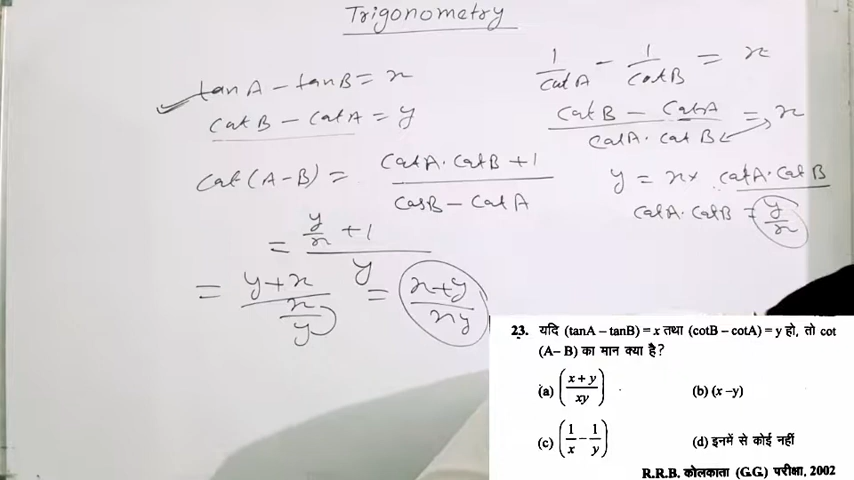 Trigonometry
tanA - tanB = x
cotB - cotA = y
cot(A-B) = cotA.cotB+1 / cosB - cotA
= y/x + 1 / y
= y+x / x/y = x+y / xy
1/cotA - 1/cotB = x
cotB - cotA / cotA.cotB = x
y = x× cotA.cotB
cotA.cotB = y/x
23. यदि (tanA – tanB) = x तथा (cotB – cotA) = y हो, तो cot
(A– B) का मान क्या है?
(a) (x + y / xy) (b) (x –y)
(c) (1/x – 1/y) (d) इनमें से कोई नहीं
R.R.B. कोलकाता (G.G.) परीक्षा, 2002